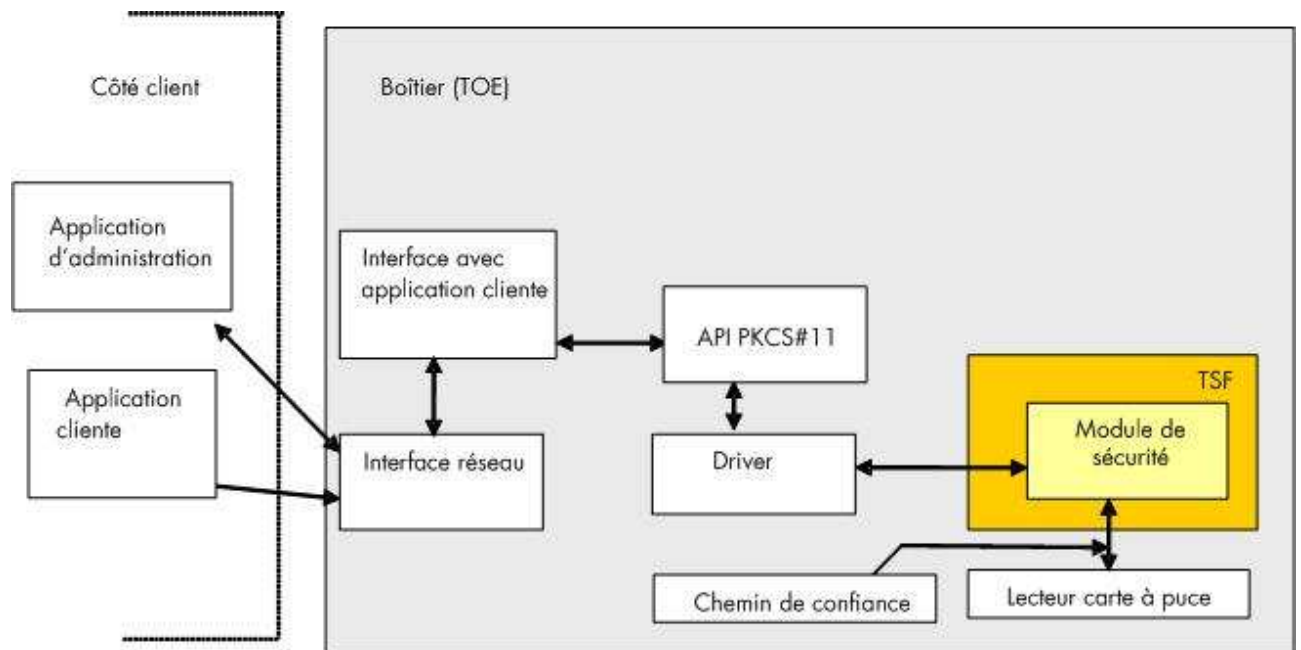 Côté client
Boîtier (TOE)
Application
d'administration
Interface avec
application cliente
API PKCS#11
TSF
Application
cliente
Interface réseau
Driver
Module de
sécurité
Chemin de confiance
Lecteur carte à puce